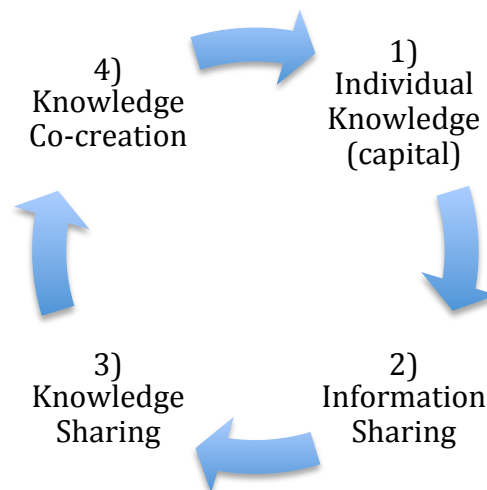 1)
Individual
Knowledge
(capital)
2)
Information
Sharing
3)
Knowledge
Sharing
4)
Knowledge
Co-creation